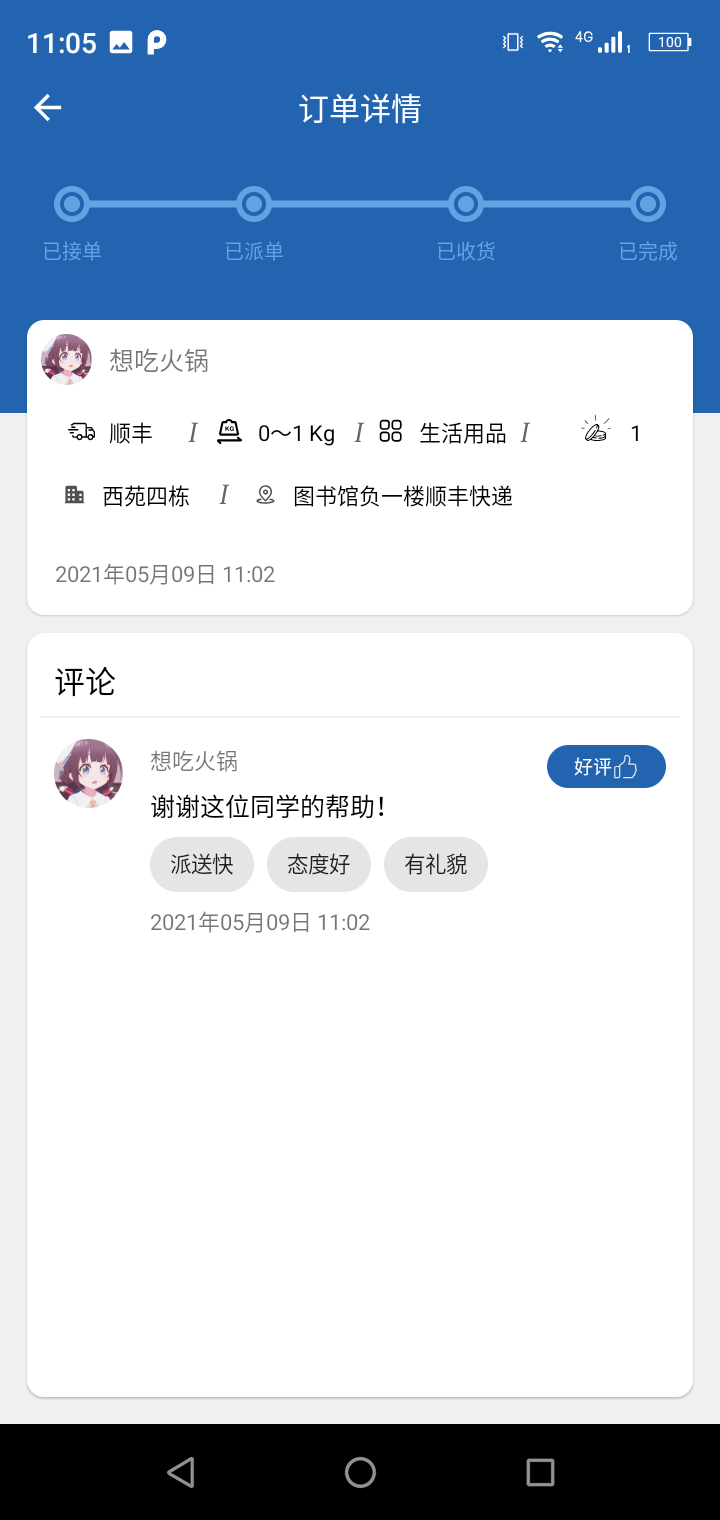 11:05 4G 1 100
订单详情
已接单 已派单 已收货 已完成
想吃火锅
顺丰 I KG 0～1 Kg I 生活用品 I 1
西苑四栋 I 图书馆负一楼顺丰快递
2021年05月09日 11:02
评论
想吃火锅 好评
谢谢这位同学的帮助！
派送快 态度好 有礼貌
2021年05月09日 11:02